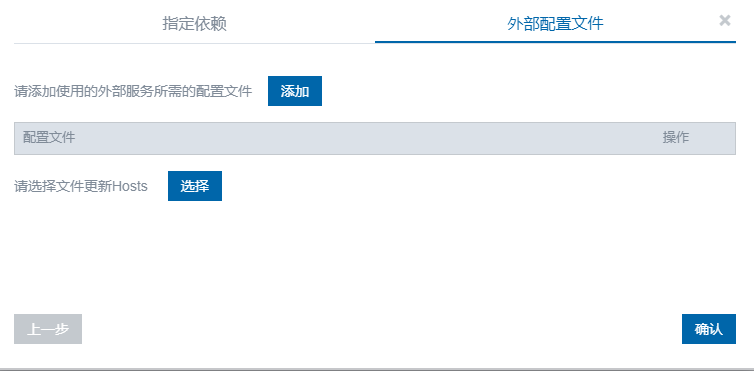 指定依赖
外部配置文件
请添加使用的外部服务所需的配置文件 添加
配置文件 操作
请选择文件更新Hosts 选择
上一步 确认